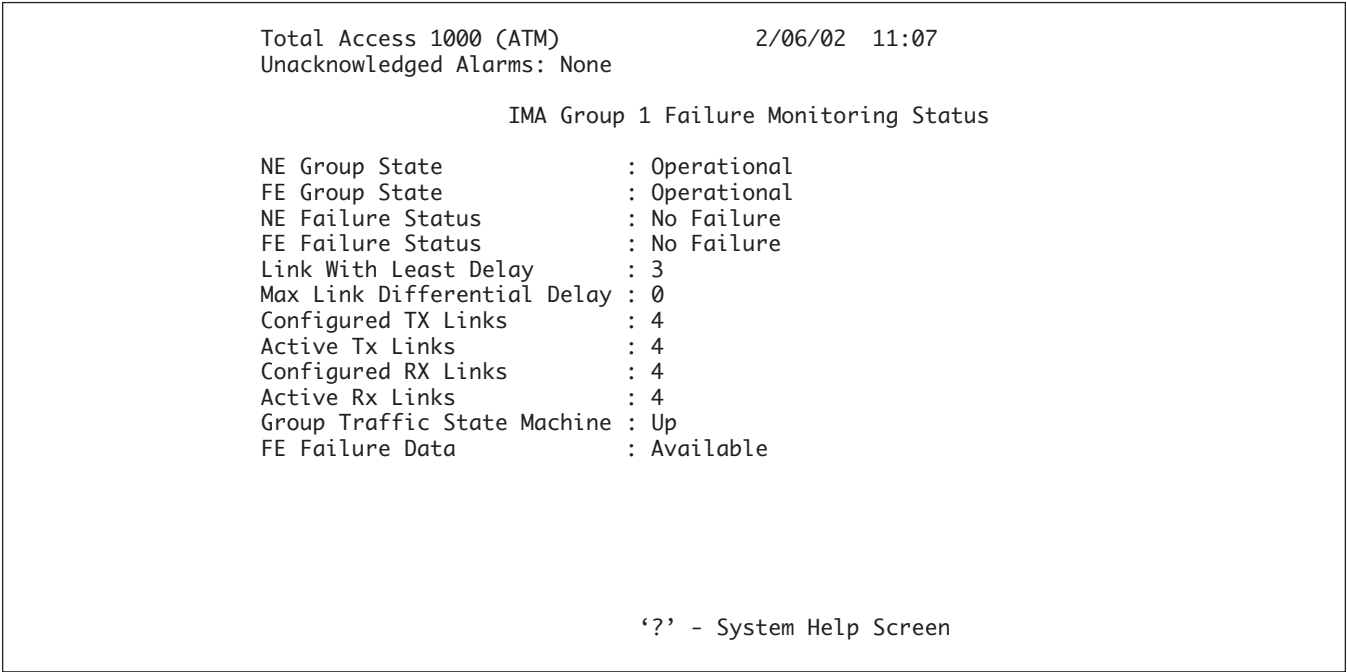 Total Access 1000 (ATM) 2/06/02 11:07
Unacknowledged Alarms: None
IMA Group 1 Failure Monitoring Status
NE Group State : Operational
FE Group State : Operational
NE Failure Status : No Failure
FE Failure Status : No Failure
Link With Least Delay : 3
Max Link Differential Delay : 0
Configured TX Links : 4
Active Tx Links : 4
Configured RX Links : 4
Active Rx Links : 4
Group Traffic State Machine : Up
FE Failure Data : Available
‘?’ - System Help Screen